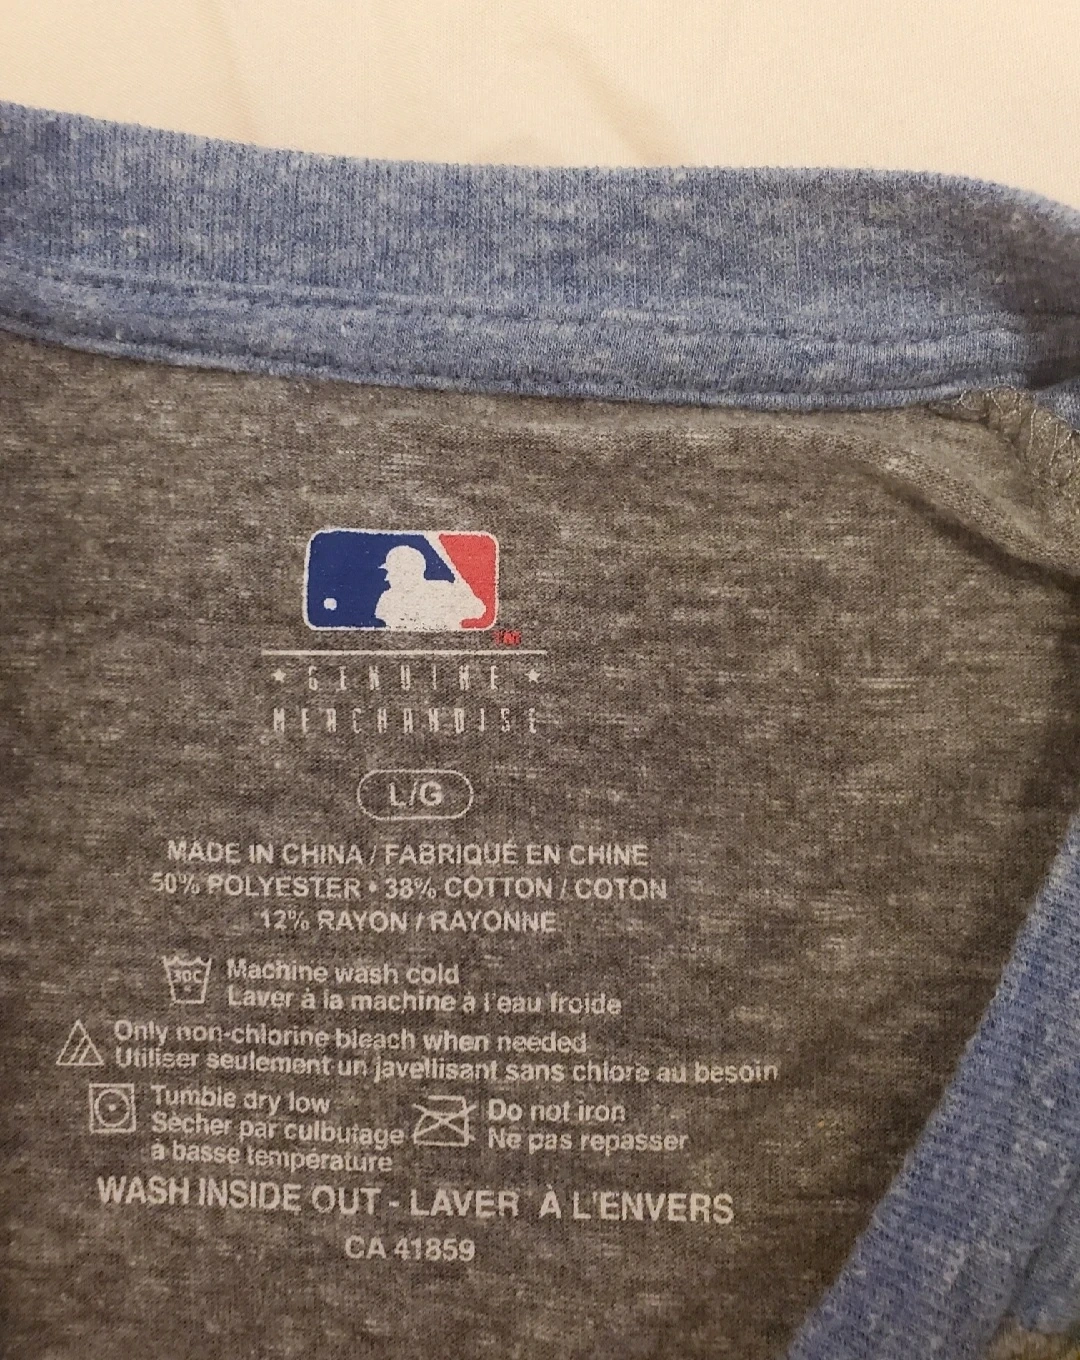 TM
★ GENUINE ★
MERCHANDISE
L/G
MADE IN CHINA / FABRIQUÉ EN CHINE
50% POLYESTER • 38% COTTON / COTON
12% RAYON / RAYONNE
30C Machine wash cold
Laver à la machine à l'eau froide
Only non-chlorine bleach when needed
Utiliser seulement un javellisant sans chlore au besoin
Tumble dry low
Sécher par culbutage
à basse température
Do not iron
Ne pas repasser
WASH INSIDE OUT - LAVER À L'ENVERS
CA 41859